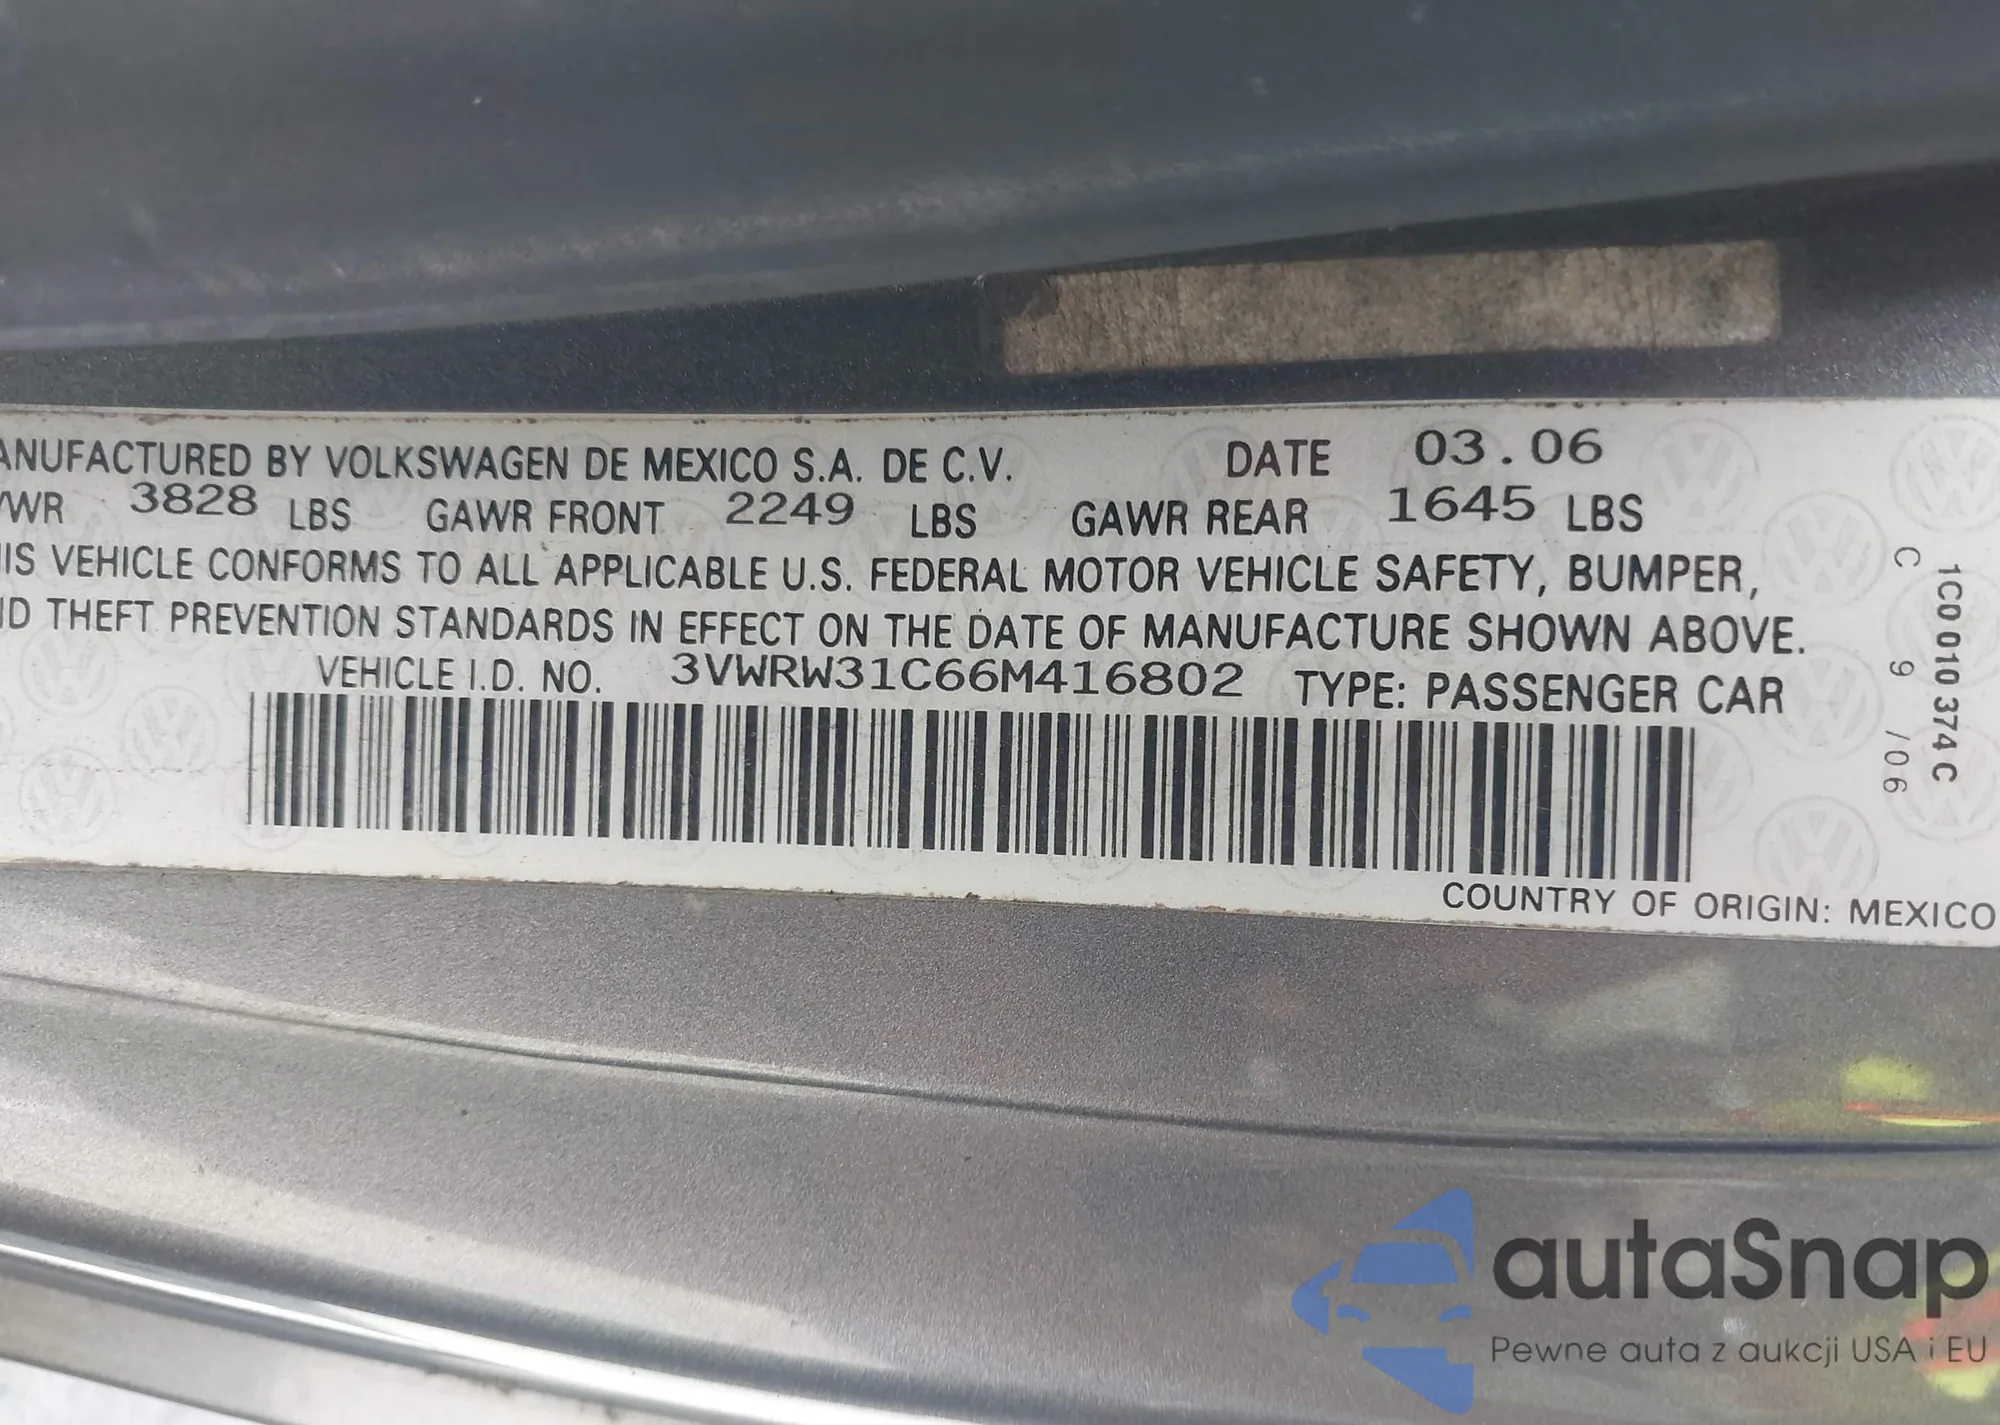 ANUFACTURED BY VOLKSWAGEN DE MEXICO S.A. DE C.V. DATE 03.06
VWR 3828 LBS GAWR FRONT 2249 LBS GAWR REAR 1645 LBS
IS VEHICLE CONFORMS TO ALL APPLICABLE U.S. FEDERAL MOTOR VEHICLE SAFETY, BUMPER,
ND THEFT PREVENTION STANDARDS IN EFFECT ON THE DATE OF MANUFACTURE SHOWN ABOVE.
VEHICLE I.D. NO. 3VWRW31C66M416802 TYPE: PASSENGER CAR
COUNTRY OF ORIGIN: MEXICO
1C0 010 374 C
C 9 /06
autaSnap
Pewne auta z aukcji USA i EU